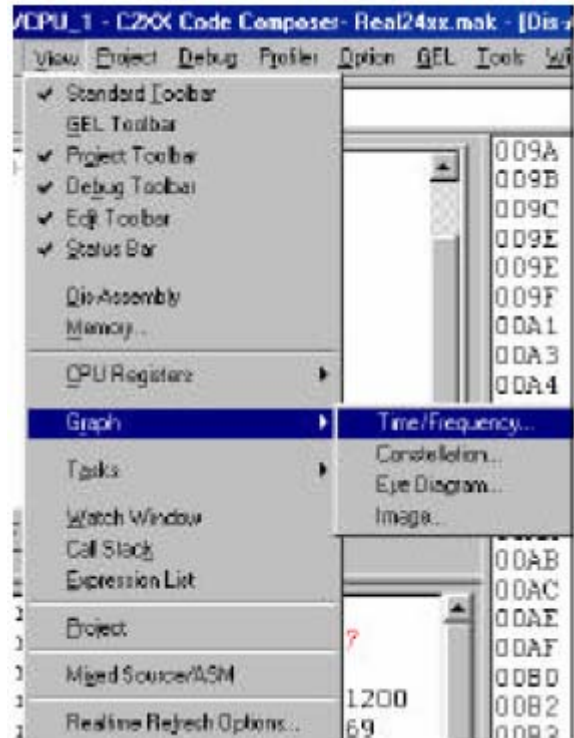 /CPU_1 - C2XX Code Composer- Real24xx.mak - [Dis-A
View Project Debug Profiler Option GEL Tools Wi
Standard Toolbar
GEL Toolbar
Project Toolbar
Debug Toolbar
Edit Toolbar
Status Bar
Dis-Assembly
Memory...
CPU Registers
Graph
Time/Frequency...
Constellation...
Eye Diagram...
Image...
Tasks
Watch Window
Call Stack
Expression List
Project
Mixed Source/ASM
Realtime Refresh Options...
009A
009B
009C
009E
009E
009F
00A1
00A3
00A4
00AB
00AC
00AE
00AF
00B0
00B2
00B3
?
1200
69